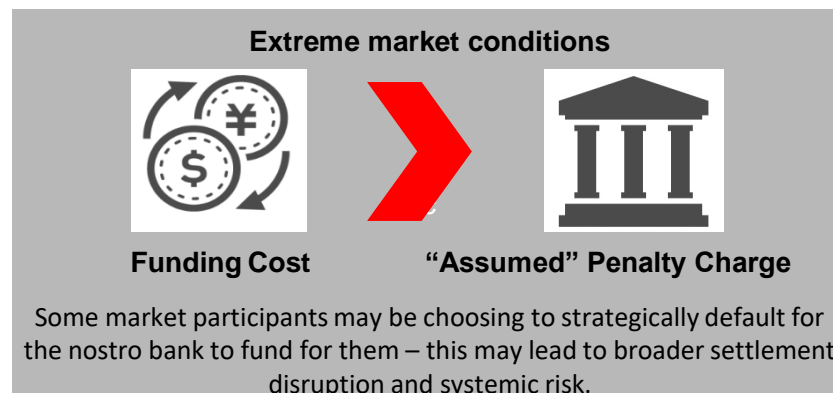 Extreme market conditions
¥
$
Funding Cost
“Assumed” Penalty Charge
Some market participants may be choosing to strategically default for
the nostro bank to fund for them – this may lead to broader settlement
disruption and systemic risk.